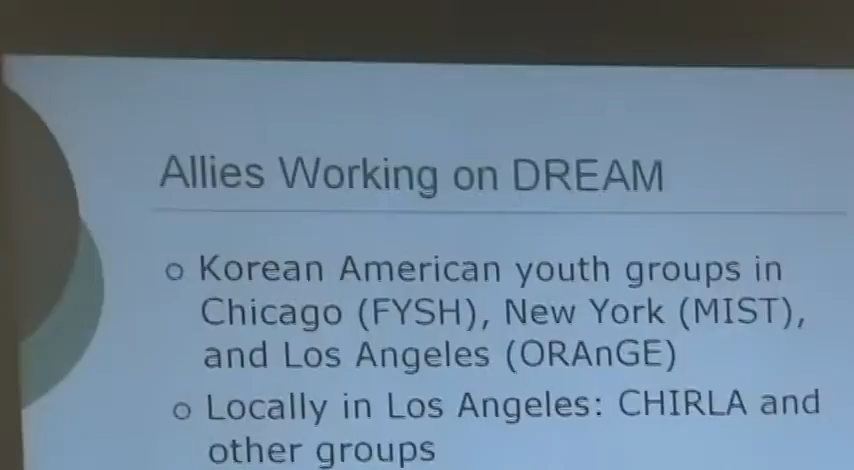 Allies Working on DREAM
o Korean American youth groups in
Chicago (FYSH), New York (MIST),
and Los Angeles (ORAnGE)
o Locally in Los Angeles: CHIRLA and
other groups